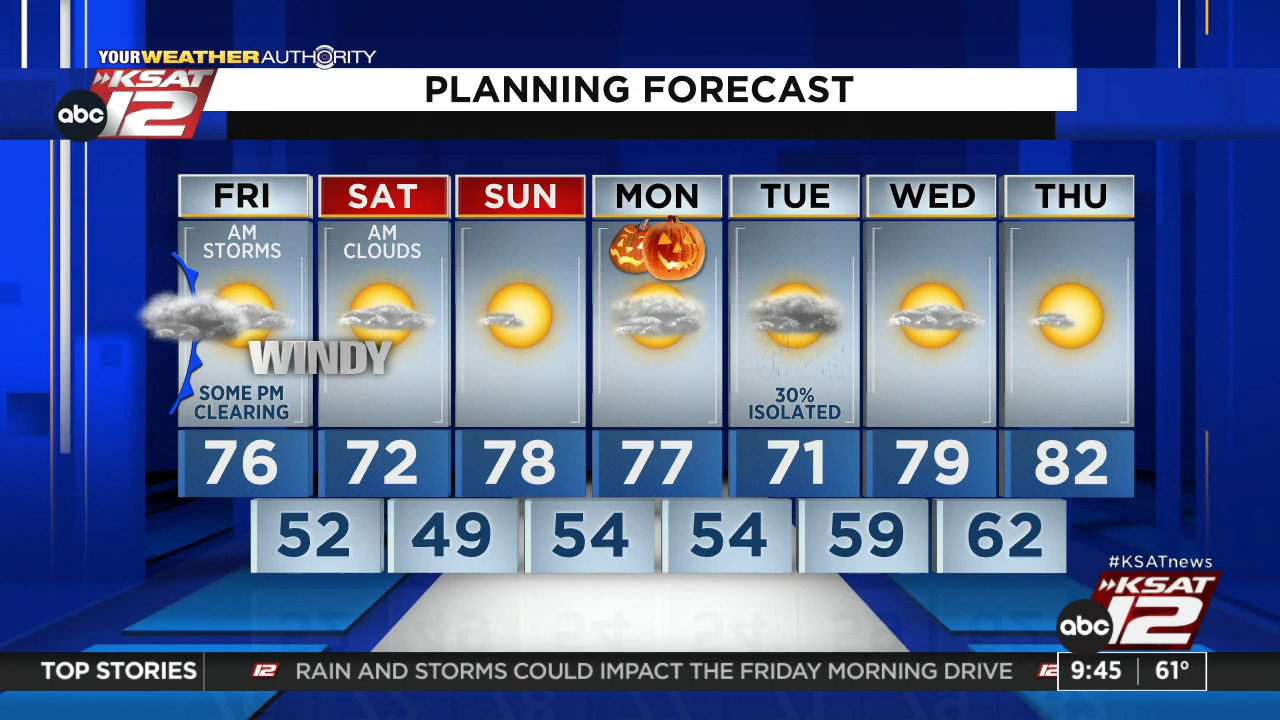 YOURWEATHERAUTHORITY
KSAT
abc 12
PLANNING FORECAST
FRI SAT SUN MON TUE WED THU
AM STORMS
AM CLOUDS
WINDY
SOME PM CLEARING
30% ISOLATED
76 72 78 77 71 79 82
52 49 54 54 59 62
#KSATnews
KSAT
abc 12
TOP STORIES 12 RAIN AND STORMS COULD IMPACT THE FRIDAY MORNING DRIVE 12 9:45 61°